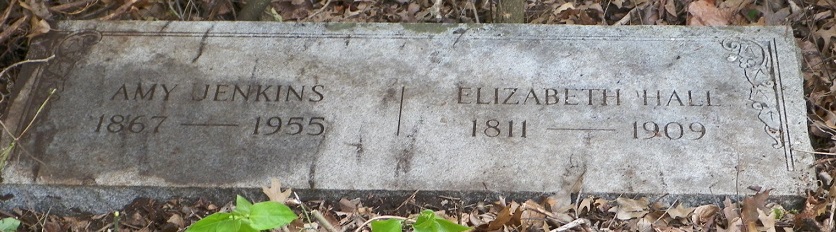 AMY JENKINS
1867 — 1955
ELIZABETH HALL
1811 — 1909